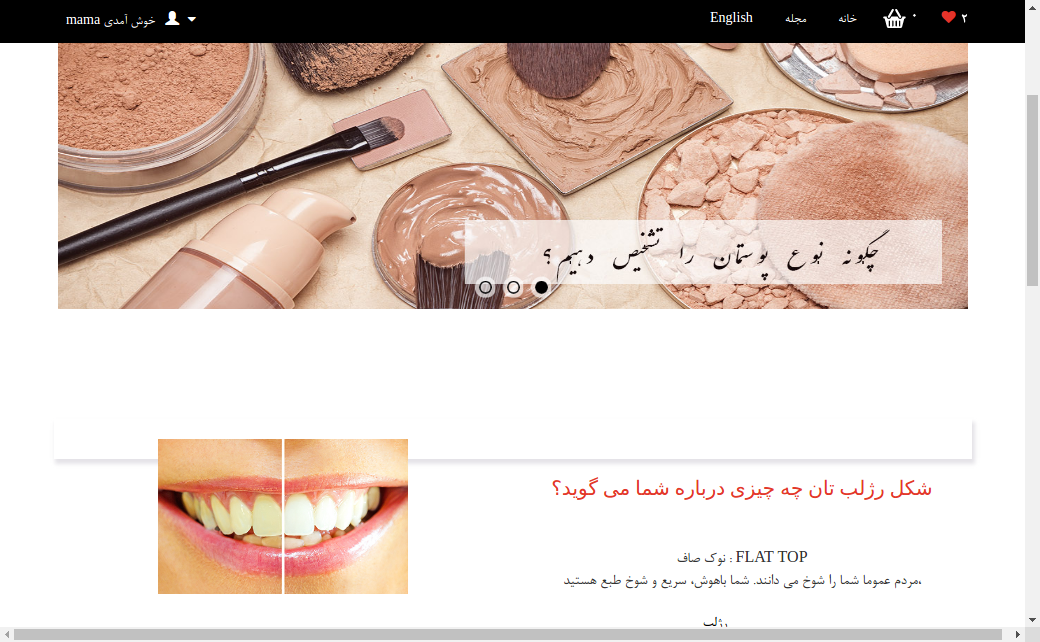 ۲ ۰ خانه مجله English خوش آمدی mama
چگونه نوع پوستتان را تشخیص دهیم؟
شکل رژلب تان چه چیزی درباره شما می گوید؟
FLAT TOP : نوک صاف
،مردم عموما شما را شوخ می دانند. شما باهوش، سریع و شوخ طبع هستید
رژلب